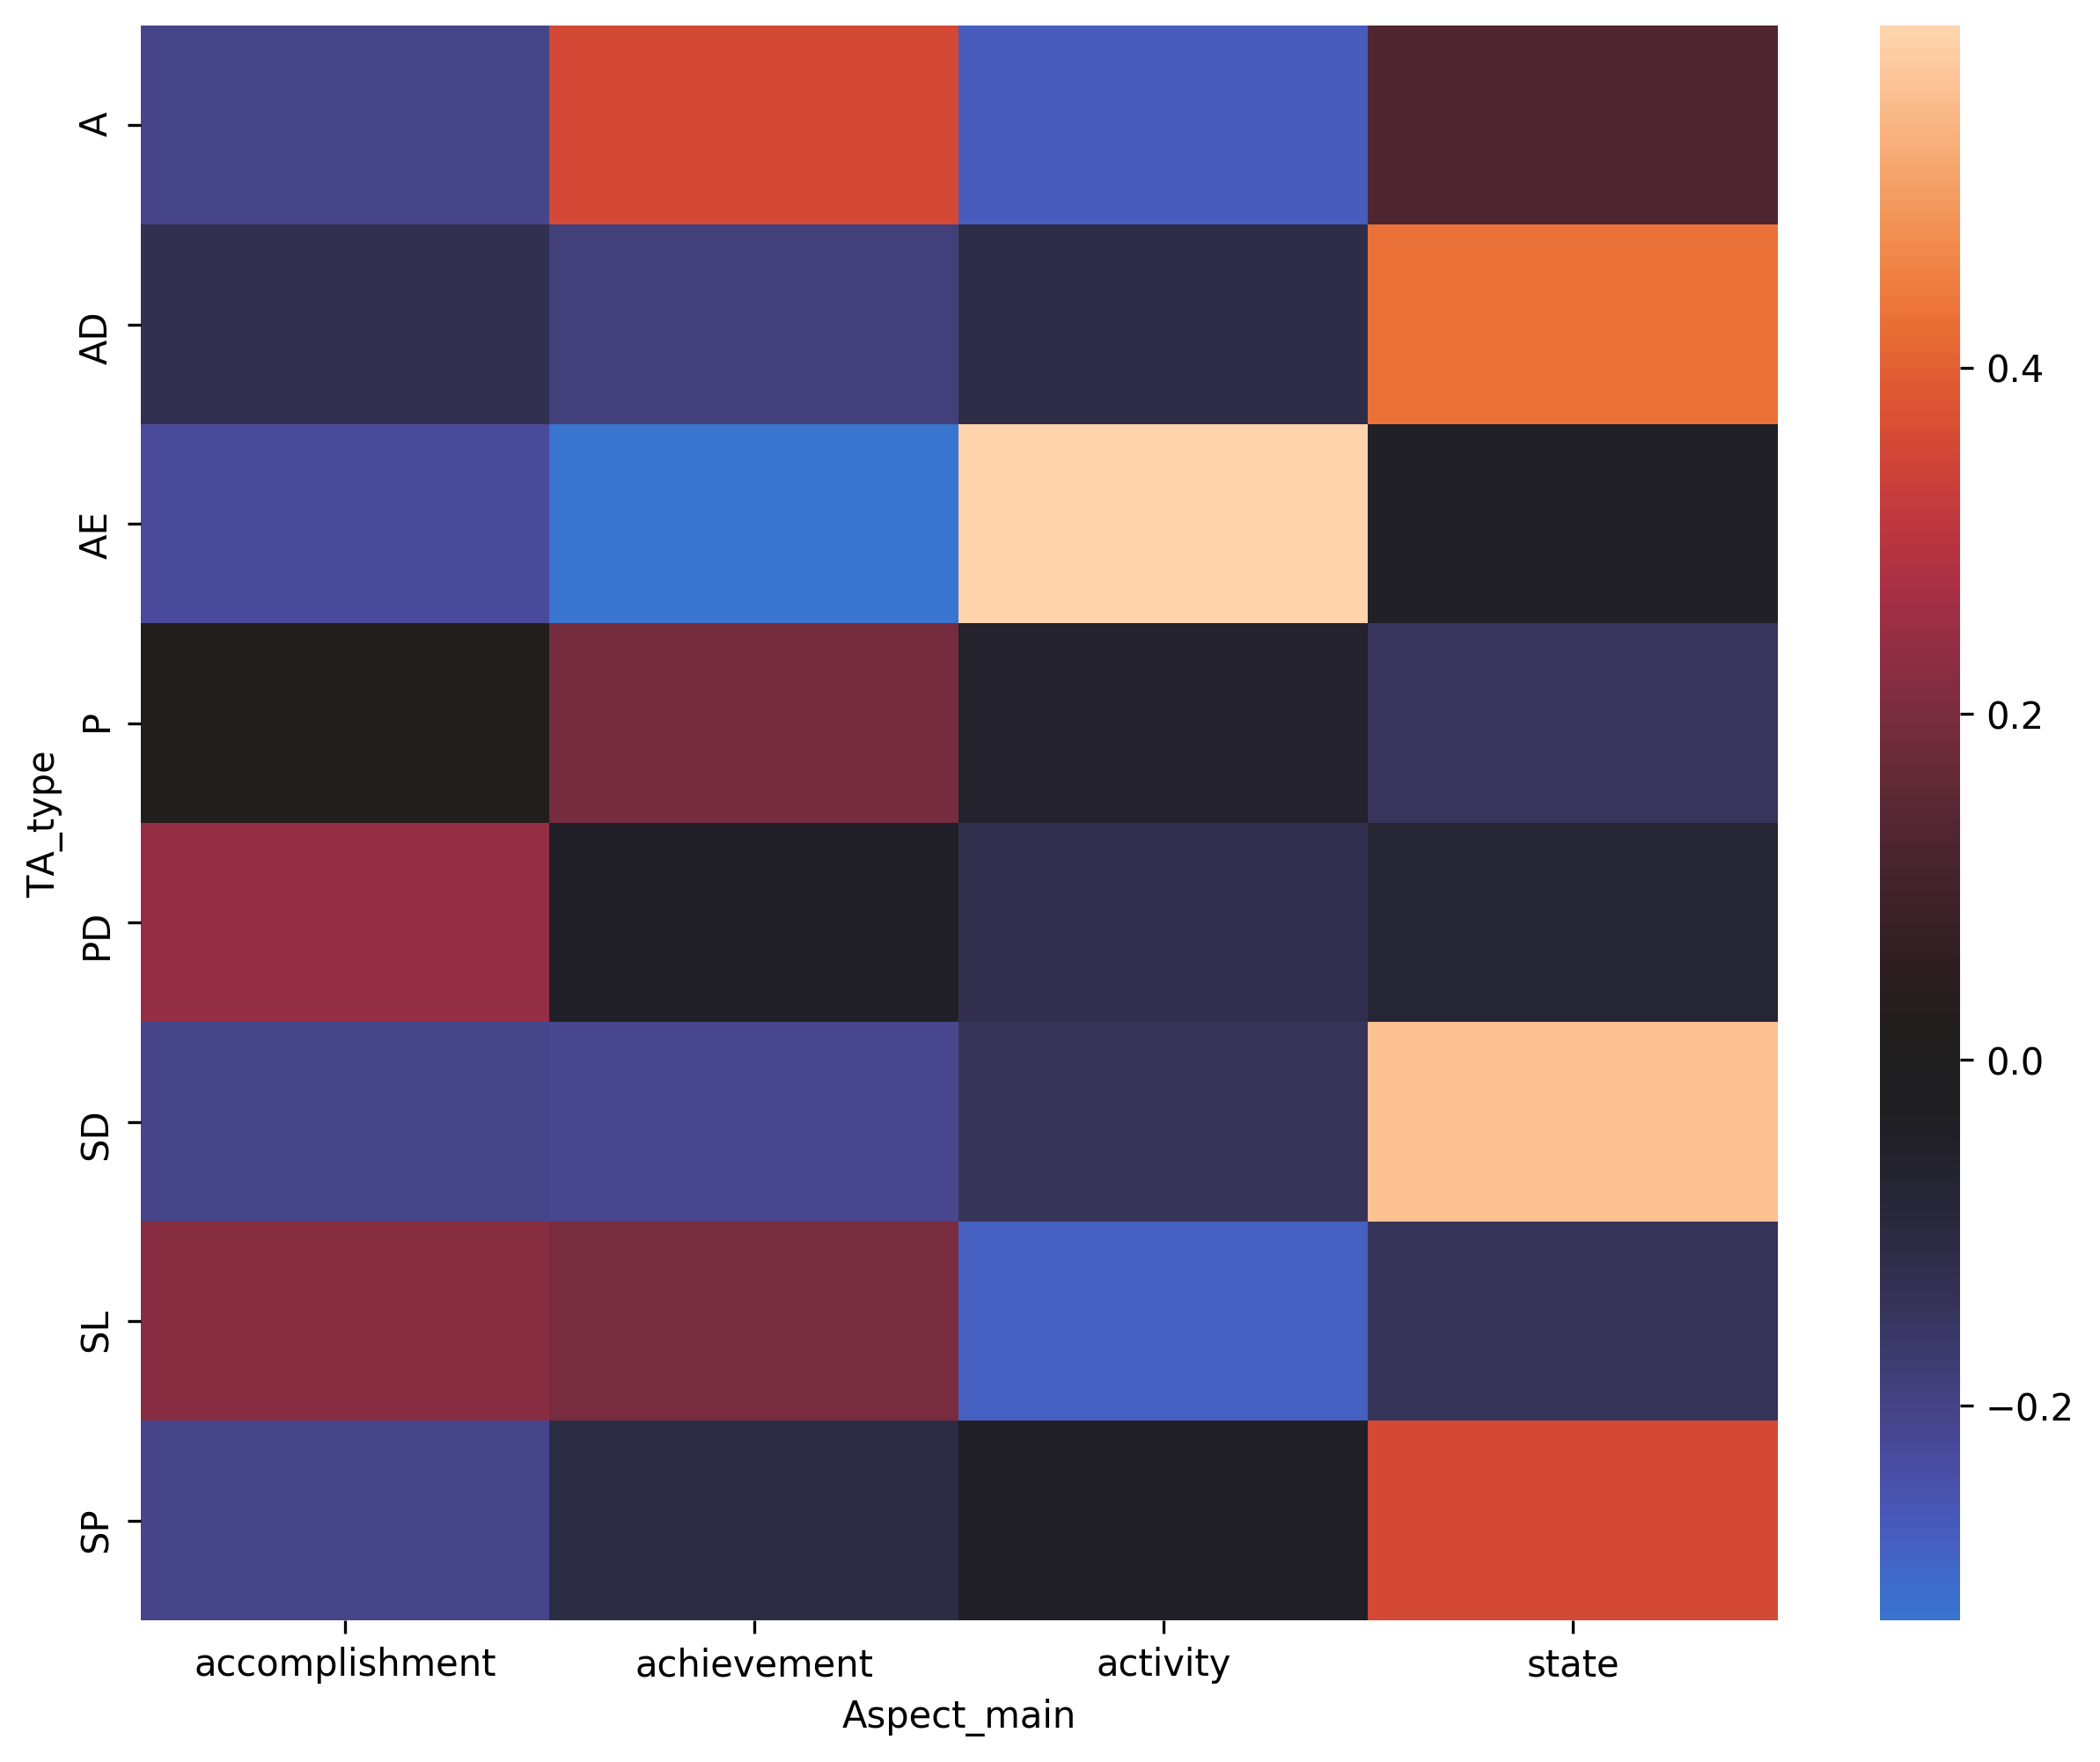 TA_type
A
AD
AE
P
PD
SD
SL
SP
accomplishment achievement activity state
Aspect_main
0.4
0.2
0.0
−0.2